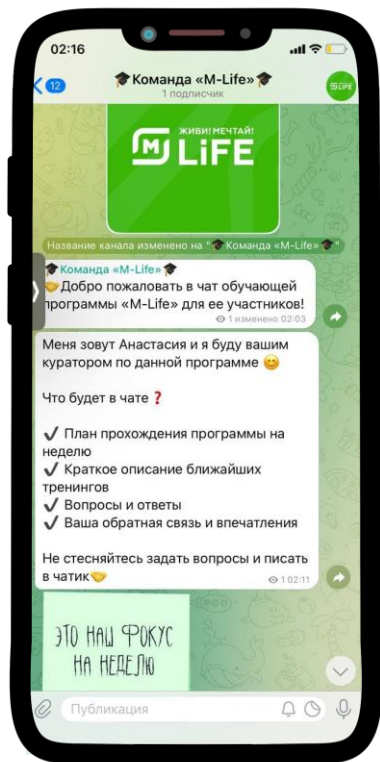 02:16
12
🎓Команда «M-Life»🎓
1 подписчик
M LIFE
ЖИВИ! МЕЧТАЙ!
M LiFE
Название канала изменено на "🎓Команда «M-Life»🎓"
🎓Команда «M-Life»🎓
🤝Добро пожаловать в чат обучающей
программы «M-Life» для ее участников!
1 изменено 02:03
Меня зовут Анастасия и я буду вашим
куратором по данной программе 😊
Что будет в чате ❓
✓ План прохождения программы на
неделю
✓ Краткое описание ближайших
тренингов
✓ Вопросы и ответы
✓ Ваша обратная связь и впечатления
Не стесняйтесь задать вопросы и писать
в чатик🤝
1 02:11
ЭТО НАШ ФОКУС
НА НЕДЕЛЮ
Публикация